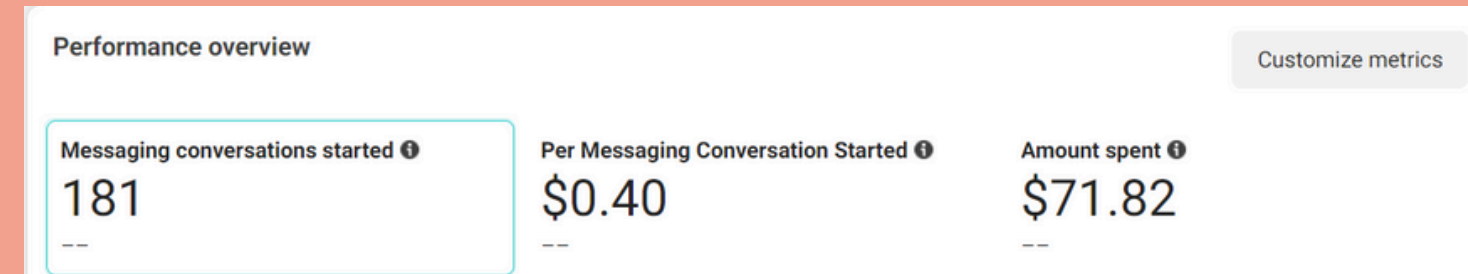 Performance overview
Customize metrics
Messaging conversations started
181
--
Per Messaging Conversation Started
$0.40
--
Amount spent
$71.82
--